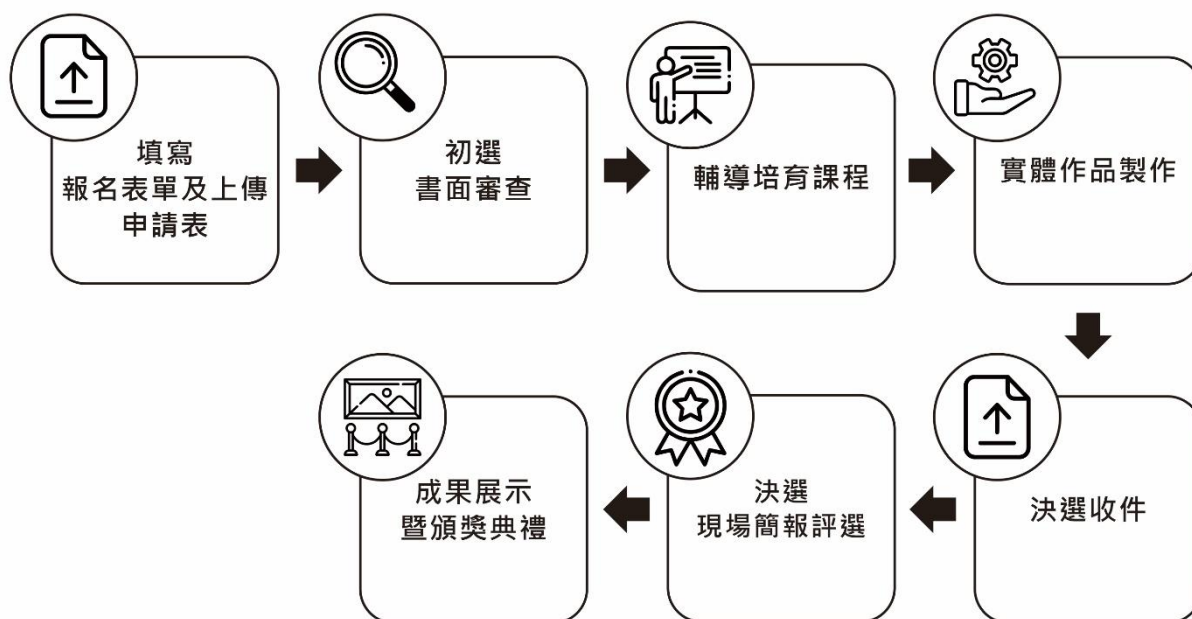 填寫
報名表單及上傳
申請表
初選
書面審查
輔導培育課程
實體作品製作
決選收件
決選
現場簡報評選
成果展示
暨頒獎典禮